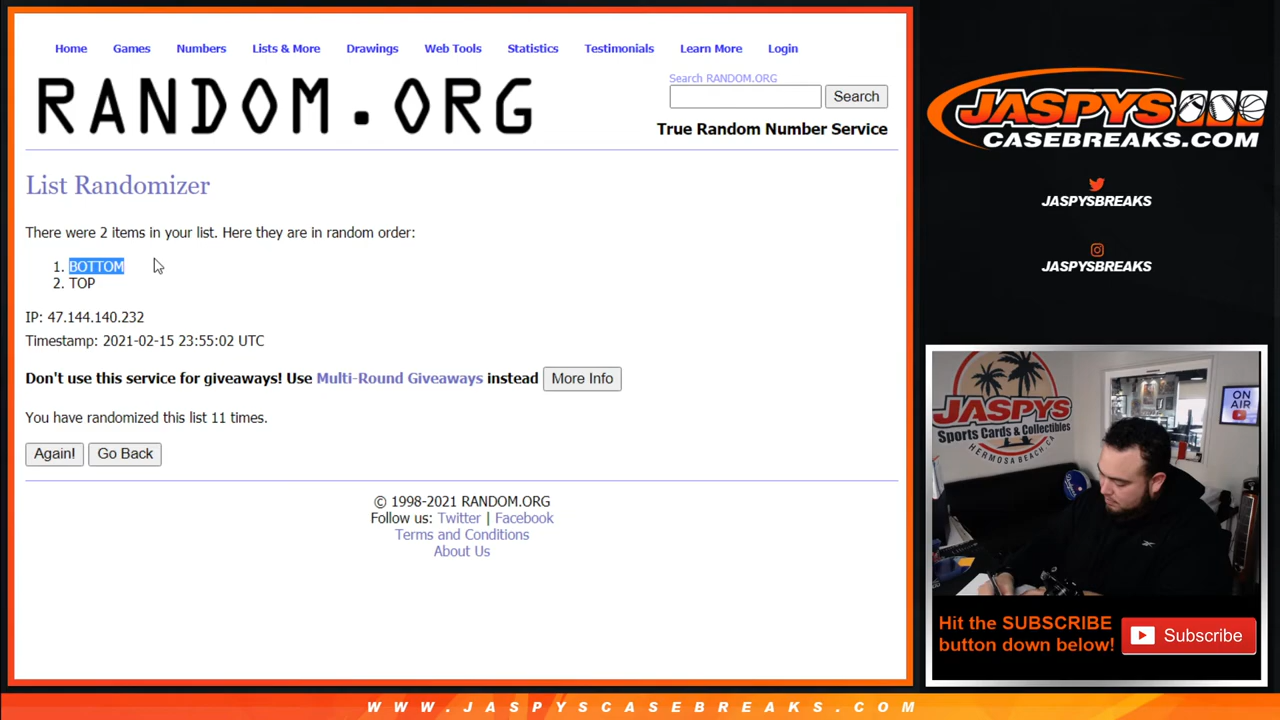 Home Games Numbers Lists & More Drawings Web Tools Statistics Testimonials Learn More Login
RANDOM.ORG
Search RANDOM.ORG
Search
True Random Number Service
List Randomizer
There were 2 items in your list. Here they are in random order:
1. BOTTOM
2. TOP
IP: 47.144.140.232
Timestamp: 2021-02-15 23:55:02 UTC
Don't use this service for giveaways! Use Multi-Round Giveaways instead More Info
You have randomized this list 11 times.
Again! Go Back
© 1998-2021 RANDOM.ORG
Follow us: Twitter | Facebook
Terms and Conditions
About Us
JASPYS
CASEBREAKS.COM
JASPYSBREAKS
JASPYSBREAKS
JASPYS
Sports Cards & Collectibles
HERMOSA BEACH, CA
ON
AIR
Dodgers
Hit the SUBSCRIBE
button down below!
Subscribe
WWW.JASPYSCASEBREAKS.COM